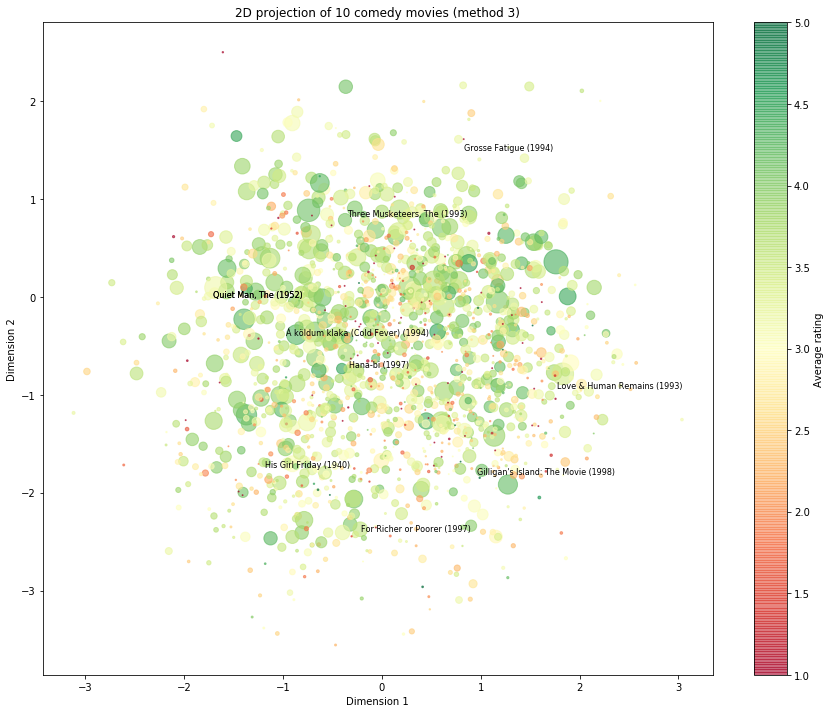 2D projection of 10 comedy movies (method 3)
5.0
2
4.5
Grosse Fatigue (1994)
4.0
1
Three Musketeers, The (1993)
3.5
0
Quiet Man, The (1952)
Á köldum klaka (Cold Fever) (1994)
3.0
Average rating
Dimension 2
Hana-bi (1997)
−1
Love & Human Remains (1993)
2.5
His Girl Friday (1940)
Gilligan's Island: The Movie (1998)
−2
2.0
For Richer or Poorer (1997)
−3
1.5
1.0
−3
−2
−1
0
1
2
3
Dimension 1